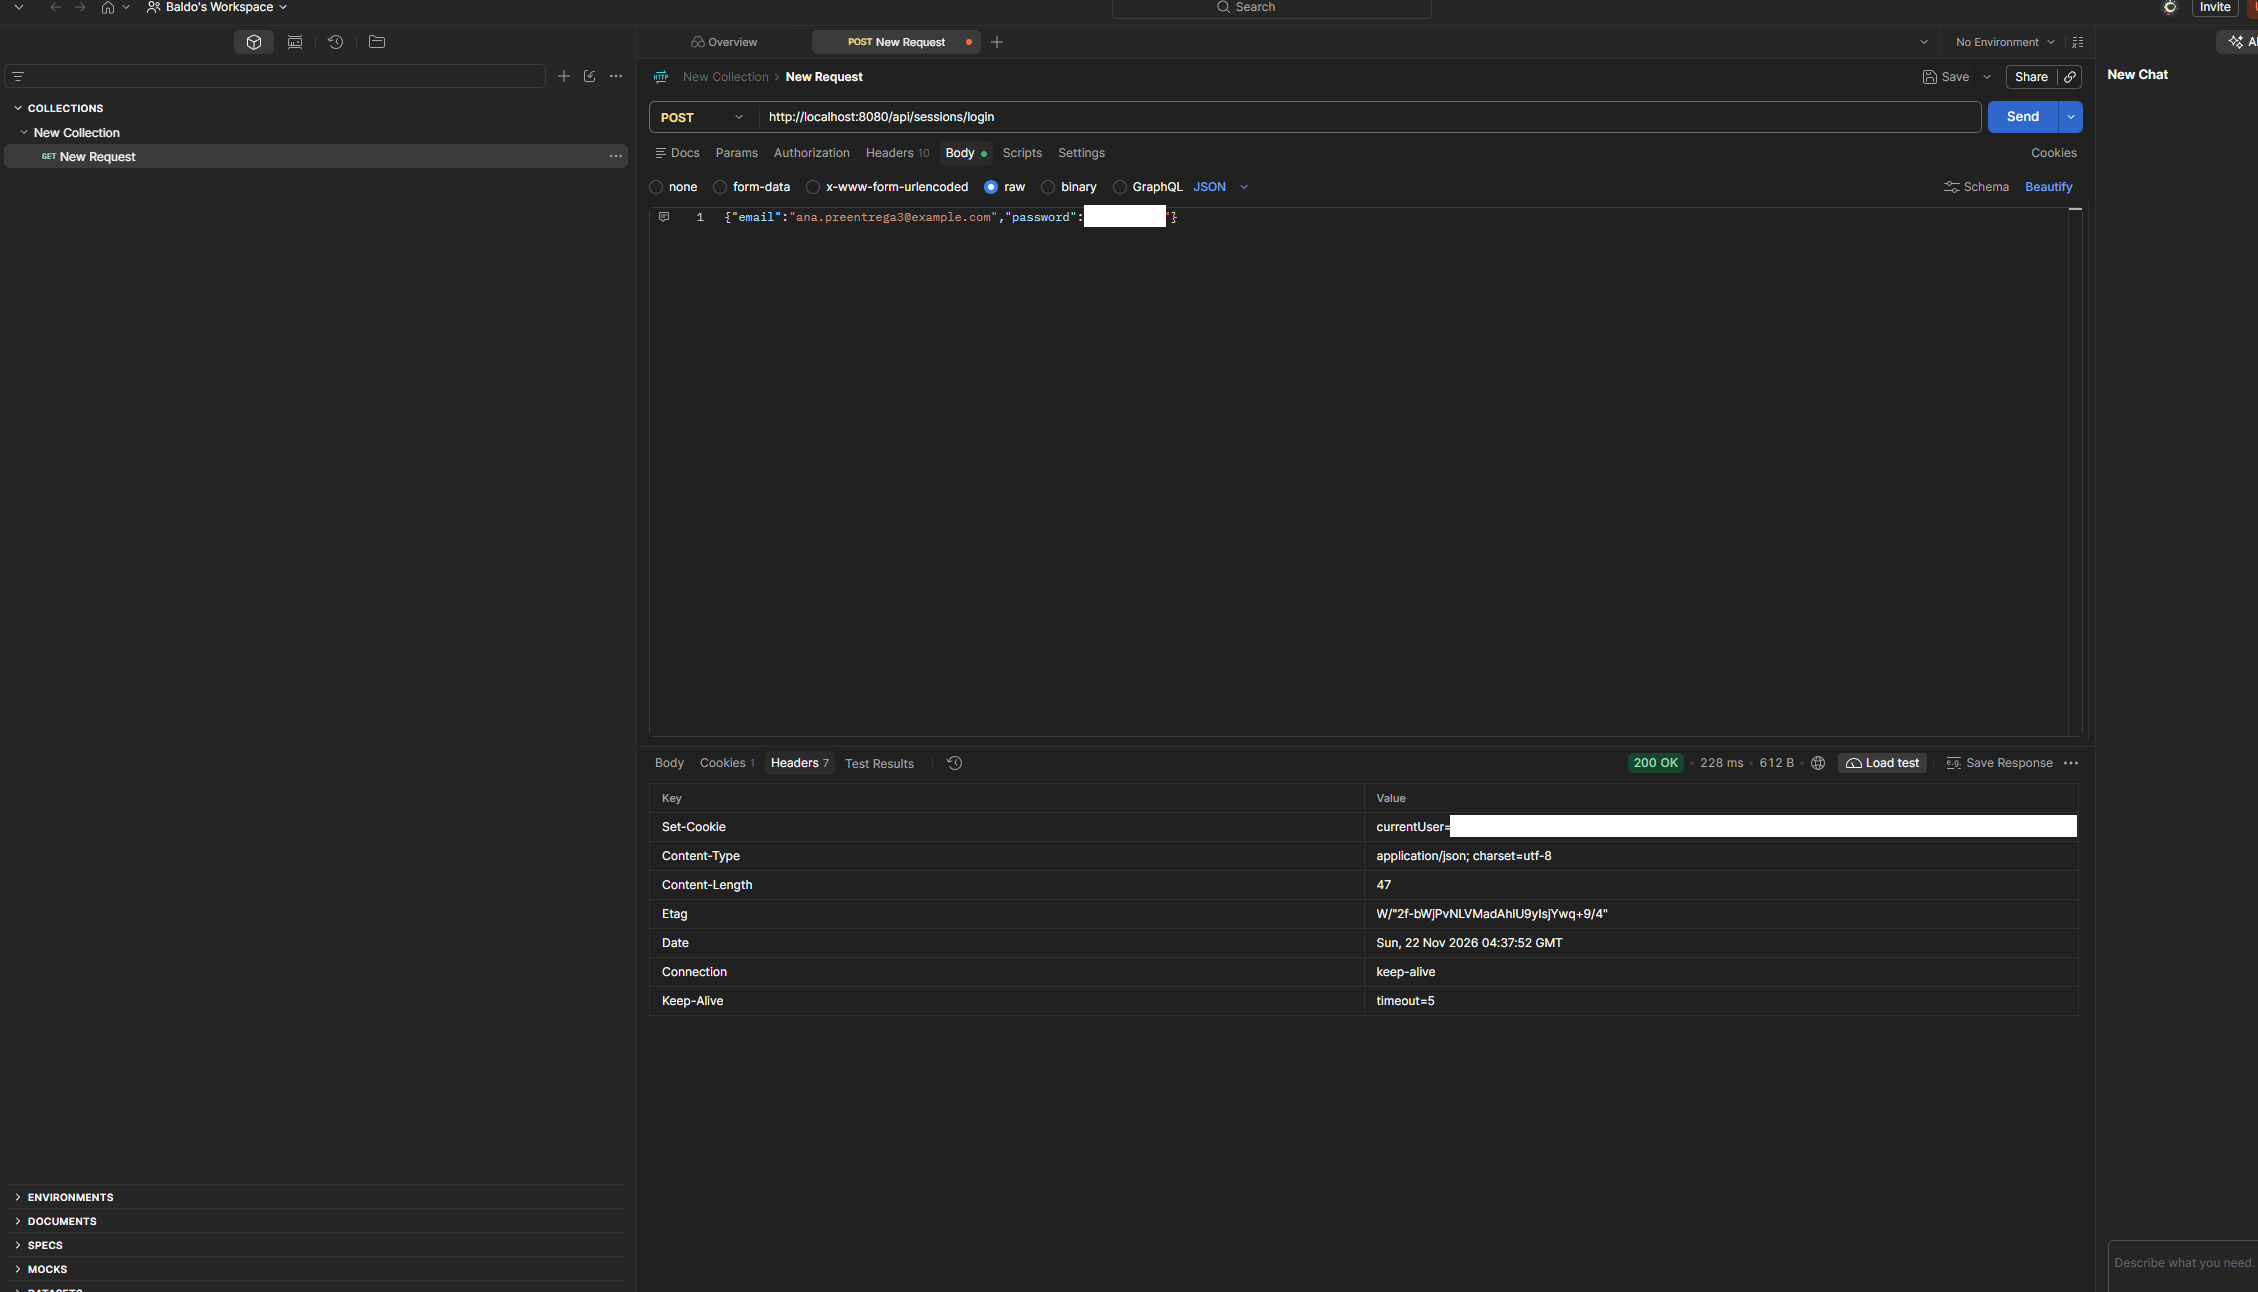 Baldo's Workspace
Search
Invite
COLLECTIONS
New Collection
GET New Request
Overview
POST New Request
No Environment
New Collection > New Request
Save
Share
POST
http://localhost:8080/api/sessions/login
Send
Docs
Params
Authorization
Headers 10
Body
Scripts
Settings
Cookies
none
form-data
x-www-form-urlencoded
raw
binary
GraphQL
JSON
Schema
Beautify
1 {"email":"ana.preentrega3@example.com","password": "}
Body
Cookies 1
Headers 7
Test Results
200 OK
228 ms
612 B
Load test
e.g. Save Response
Key Value
Set-Cookie currentUser=
Content-Type application/json; charset=utf-8
Content-Length 47
Etag W/"2f-bWjPvNLVMadAhlU9yIsjYwq+9/4"
Date Sun, 22 Nov 2026 04:37:52 GMT
Connection keep-alive
Keep-Alive timeout=5
ENVIRONMENTS
DOCUMENTS
SPECS
MOCKS
DATASETS
New Chat
Describe what you need.